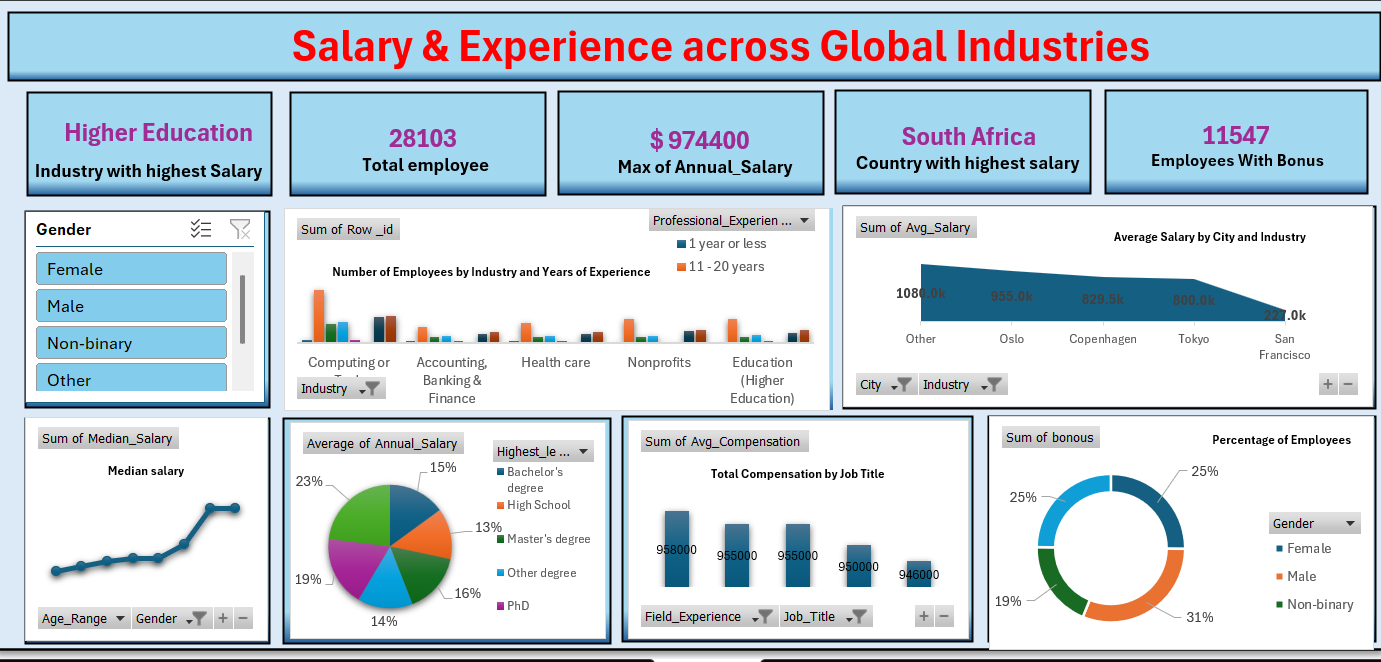 Salary & Experience across Global Industries
Higher Education
Industry with highest Salary
28103
Total employee
$ 974400
Max of Annual_Salary
South Africa
Country with highest salary
11547
Employees With Bonus
Gender
Female
Male
Non-binary
Other
Sum of Row _id
Professional_Experien ...
1 year or less
11 - 20 years
Number of Employees by Industry and Years of Experience
Computing or
Accounting,
Banking &
Finance
Health care
Nonprofits
Education
(Higher
Education)
Industry
Sum of Avg_Salary
Average Salary by City and Industry
1080.0k
955.0k
829.5k
800.0k
227.0k
Other
Oslo
Copenhagen
Tokyo
San
Francisco
City
Industry
+ −
Sum of Median_Salary
Median salary
Age_Range
Gender
+ −
Average of Annual_Salary
Highest_le ...
15%
13%
16%
14%
19%
23%
Bachelor's
degree
High School
Master's degree
Other degree
PhD
Sum of Avg_Compensation
Total Compensation by Job Title
958000
955000
955000
950000
946000
Field_Experience
Job_Title
+ −
Sum of bonous
Percentage of Employees
25%
31%
19%
25%
Gender
Female
Male
Non-binary